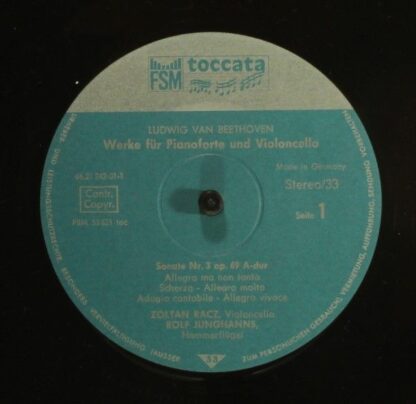 FSM toccata
LUDWIG VAN BEETHOVEN
Werke für Pianoforte und Violoncello
Made in Germany
Contr.
Copyr.
Stereo/33
Seite 1
Sonate Nr. 3 op. 69 A-dur
Allegro ma non tanto
Scherzo - Allegro molto
Adagio cantabile - Allegro vivace
ZOLTAN RACZ, Violoncello
ROLF JUNGHANNS,
Hammerflügel
33